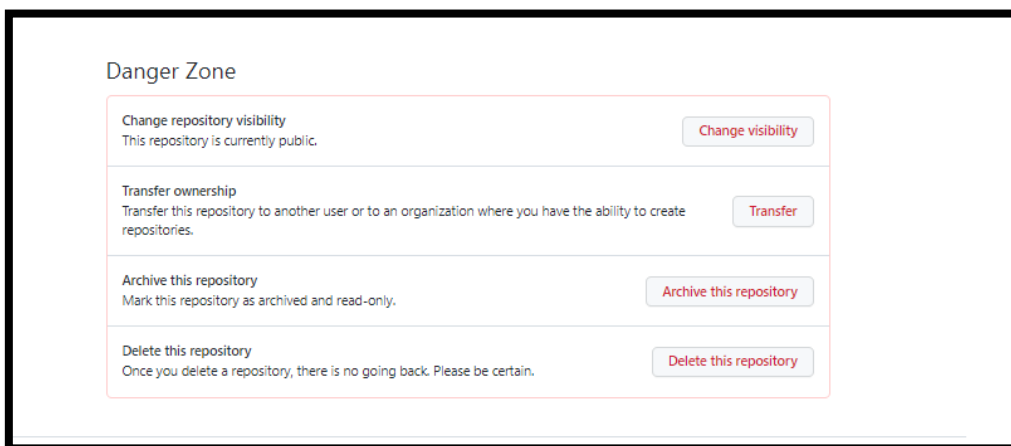 Danger Zone
Change repository visibility
This repository is currently public.
Change visibility
Transfer ownership
Transfer this repository to another user or to an organization where you have the ability to create
repositories.
Transfer
Archive this repository
Mark this repository as archived and read-only.
Archive this repository
Delete this repository
Once you delete a repository, there is no going back. Please be certain.
Delete this repository